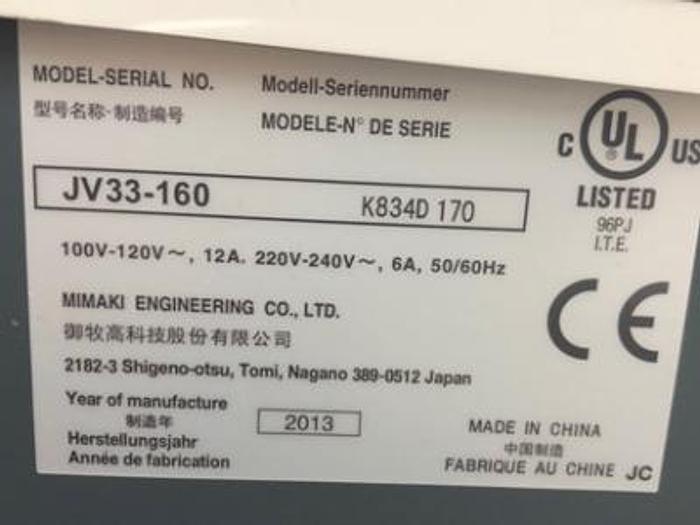 MODEL-SERIAL NO. Modell-Seriennummer
型号名称·制造编号 MODELE-N° DE SERIE
JV33-160 K834D 170
100V-120V～, 12A. 220V-240V～, 6A, 50/60Hz
MIMAKI ENGINEERING CO., LTD.
御牧高科技股份有限公司
2182-3 Shigeno-otsu, Tomi, Nagano 389-0512 Japan
Year of manufacture
制造年
Herstellungsjahr
Année de fabrication
2013
C UL ® US
LISTED
96PJ
I.T.E.
CE
MADE IN CHINA
中国制造
FABRIQUE AU CHINE JC